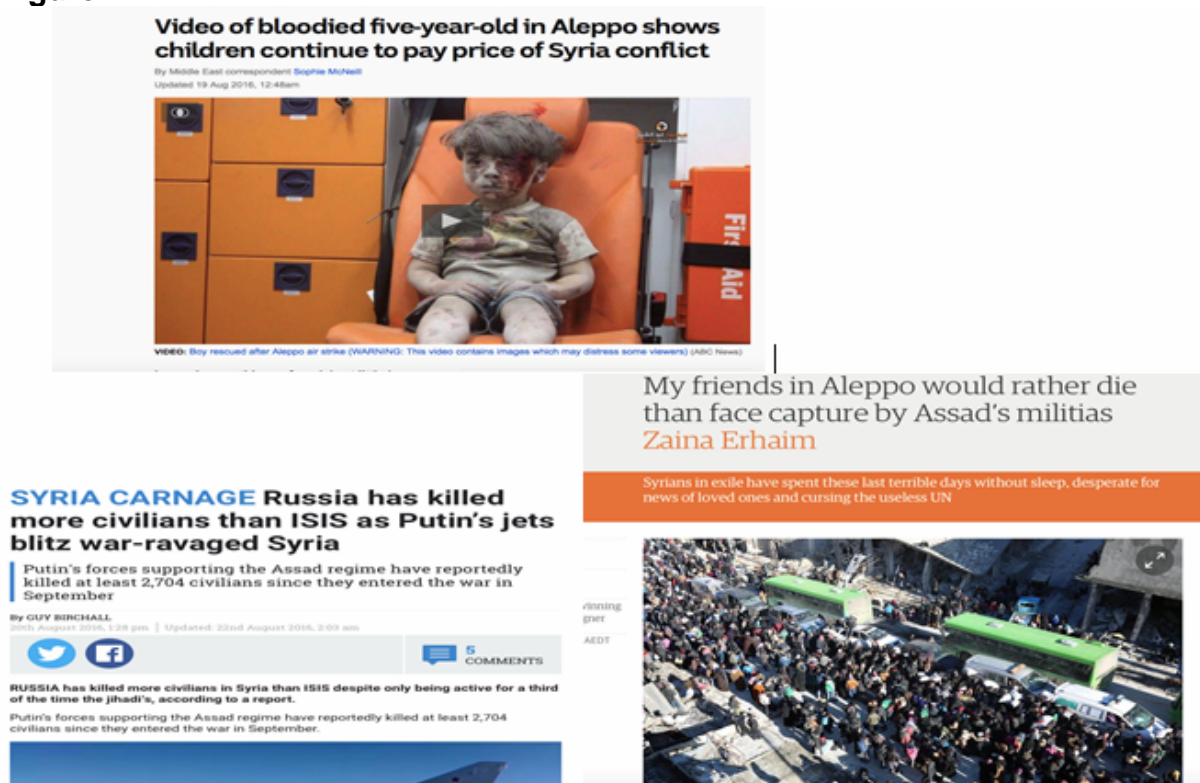 Video of bloodied five-year-old in Aleppo shows
children continue to pay price of Syria conflict
By Middle East correspondent Sophie McNeill
Updated 19 Aug 2016, 12:48am
First Aid
VIDEO: Boy rescued after Aleppo air strike (WARNING: This video contains images which may distress some viewers) (ABC News)
My friends in Aleppo would rather die
than face capture by Assad's militias
Zaina Erhaim
Syrians in exile have spent these last terrible days without sleep, desperate for
news of loved ones and cursing the useless UN
SYRIA CARNAGE Russia has killed
more civilians than ISIS as Putin's jets
blitz war-ravaged Syria
Putin's forces supporting the Assad regime have reportedly
killed at least 2,704 civilians since they entered the war in
September
By GUY BIRCHALL
20th August 2016, 1:28 pm | Updated: 22nd August 2016, 2:03 am
5
COMMENTS
RUSSIA has killed more civilians in Syria than ISIS despite only being active for a third
of the time the jihadi's, according to a report.
Putin's forces supporting the Assad regime have reportedly killed at least 2,704
civilians since they entered the war in September.
AEDT